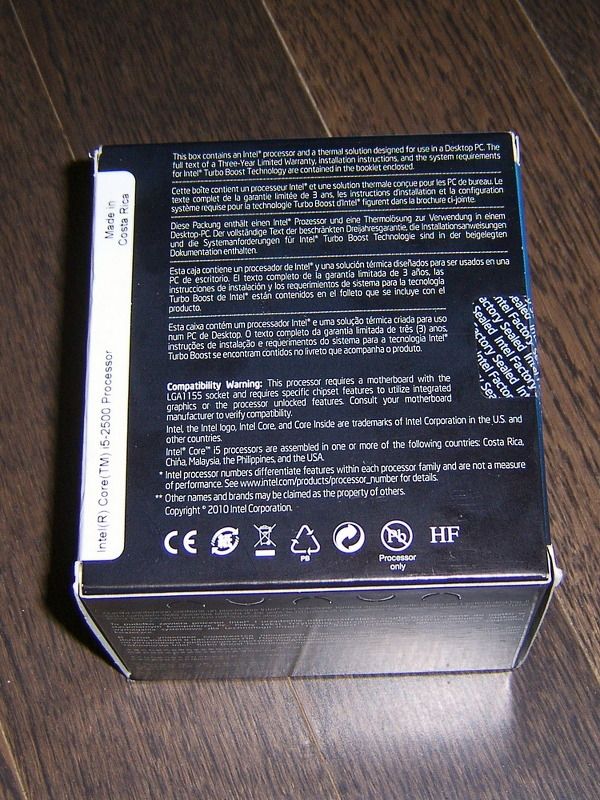 This box contains an Intel® processor and a thermal solution designed for use in a Desktop PC. The
full text of a Three-Year Limited Warranty, installation instructions, and the system requirements
for Intel® Turbo Boost Technology are contained in the booklet enclosed.
Cette boîte contient un processeur Intel® et une solution thermale conçue pour les PC de bureau. Le
texte complet de la garantie limitée de 3 ans, les instructions d'installation et la configuration
système requise pour la technologie Turbo Boost d'Intel® figurent dans la brochure ci-jointe.
Diese Packung enthält einen Intel® Prozessor und eine Thermolösung zur Verwendung in einem
Desktop-PC. Der vollständige Text der beschränkten Dreijahresgarantie, die Installationsanweisungen
und die Systemanforderungen für Intel® Turbo Boost Technologie sind in der beigelegten
Dokumentation enthalten.
Esta caja contiene un procesador de Intel® y una solución térmica diseñados para ser usados en una
PC de escritorio. El texto completo de la garantía limitada de 3 años, las
instrucciones de instalación y los requerimientos de sistema para la tecnología
Turbo Boost de Intel® están contenidos en el folleto que se incluye con el
producto.
Esta caixa contém um processador Intel® e uma solução térmica criada para uso
num PC de Desktop. O texto completo da garantia limitada de três (3) anos,
instruções de instalação e requerimentos do sistema para a tecnologia Intel®
Turbo Boost se encontram contidos no livreto que acompanha o produto.
Compatibility Warning: This processor requires a motherboard with the
LGA1155 socket and requires specific chipset features to utilize integrated
graphics or the processor unlocked features. Consult your motherboard
manufacturer to verify compatibility.
Intel, the Intel logo, Intel Core, and Core Inside are trademarks of Intel Corporation in the U.S. and
other countries.
Intel® Core™ i5 processors are assembled in one or more of the following countries: Costa Rica,
China, Malaysia, the Philippines, and the USA.
* Intel processor numbers differentiate features within each processor family and are not a measure
of performance. See www.intel.com/products/processor_number for details.
** Other names and brands may be claimed as the property of others.
Copyright © 2010 Intel Corporation.
CE
PB
Pb
HF
Processor
only
Made in
Costa Rica
Intel(R) Core(TM) i5-2500 Processor
Sealed Intel Factory
Factory Sealed